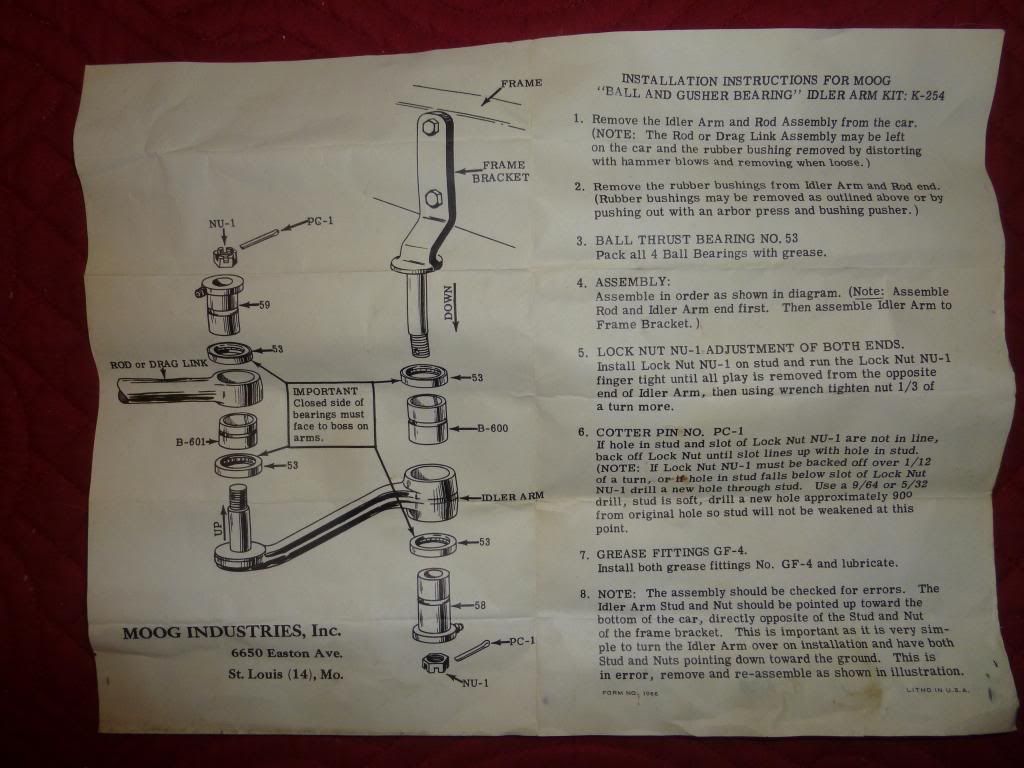 FRAME
FRAME
BRACKET
NU-1
PC-1
59
53
DOWN
ROD or DRAG LINK
IMPORTANT
Closed side of
bearings must
face to boss on
arms.
53
B-601
B-600
53
IDLER ARM
UP
53
58
PC-1
NU-1
MOOG INDUSTRIES, Inc.
6650 Easton Ave.
St. Louis (14), Mo.
INSTALLATION INSTRUCTIONS FOR MOOG
"BALL AND GUSHER BEARING" IDLER ARM KIT: K-254
1. Remove the Idler Arm and Rod Assembly from the car.
(NOTE: The Rod or Drag Link Assembly may be left
on the car and the rubber bushing removed by distorting
with hammer blows and removing when loose.)
2. Remove the rubber bushings from Idler Arm and Rod end.
(Rubber bushings may be removed as outlined above or by
pushing out with an arbor press and bushing pusher.)
3. BALL THRUST BEARING NO. 53
Pack all 4 Ball Bearings with grease.
4. ASSEMBLY:
Assemble in order as shown in diagram. (Note: Assemble
Rod and Idler Arm end first. Then assemble Idler Arm to
Frame Bracket.)
5. LOCK NUT NU-1 ADJUSTMENT OF BOTH ENDS.
Install Lock Nut NU-1 on stud and run the Lock Nut NU-1
finger tight until all play is removed from the opposite
end of Idler Arm, then using wrench tighten nut 1/3 of
a turn more.
6. COTTER PIN NO. PC-1
If hole in stud and slot of Lock Nut NU-1 are not in line,
back off Lock Nut until slot lines up with hole in stud.
(NOTE: If Lock Nut NU-1 must be backed off over 1/12
of a turn, or if hole in stud falls below slot of Lock Nut
NU-1 drill a new hole through stud. Use a 9/64 or 5/32
drill, stud is soft, drill a new hole approximately 90º
from original hole so stud will not be weakened at this
point.
7. GREASE FITTINGS GF-4.
Install both grease fittings No. GF-4 and lubricate.
8. NOTE: The assembly should be checked for errors. The
Idler Arm Stud and Nut should be pointed up toward the
bottom of the car, directly opposite of the Stud and Nut
of the frame bracket. This is important as it is very sim-
ple to turn the Idler Arm over on installation and have both
Stud and Nuts pointing down toward the ground. This is
in error, remove and re-assemble as shown in illustration.
FORM NO. 1066
LITHO IN U.S.A.